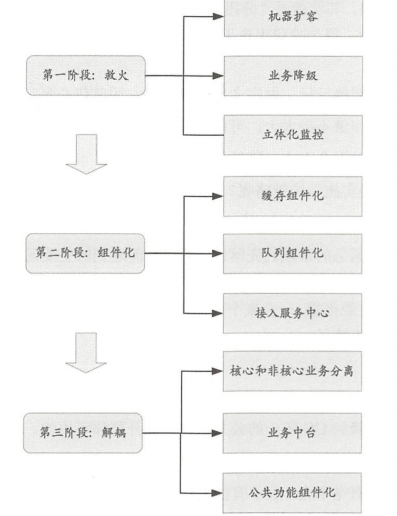 机器扩容
第一阶段：救火
业务降级
立体化监控
缓存组件化
第二阶段：组件化
队列组件化
接入服务中心
核心和非核心业务分离
第三阶段：解耦
业务中台
公共功能组件化